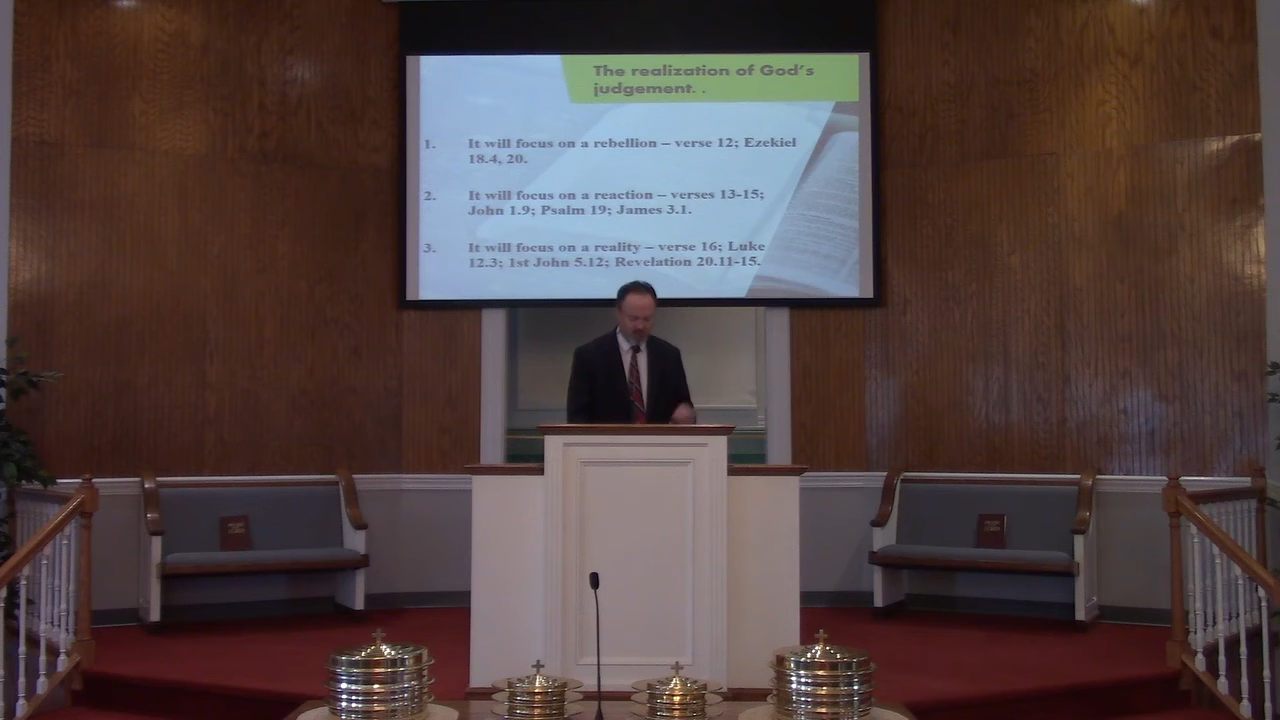 The realization of God's
judgement. .
1. It will focus on a rebellion – verse 12; Ezekiel
18.4, 20.
2. It will focus on a reaction – verses 13-15;
John 1.9; Psalm 19; James 3.1.
3. It will focus on a reality – verse 16; Luke
12.3; 1st John 5.12; Revelation 20.11-15.